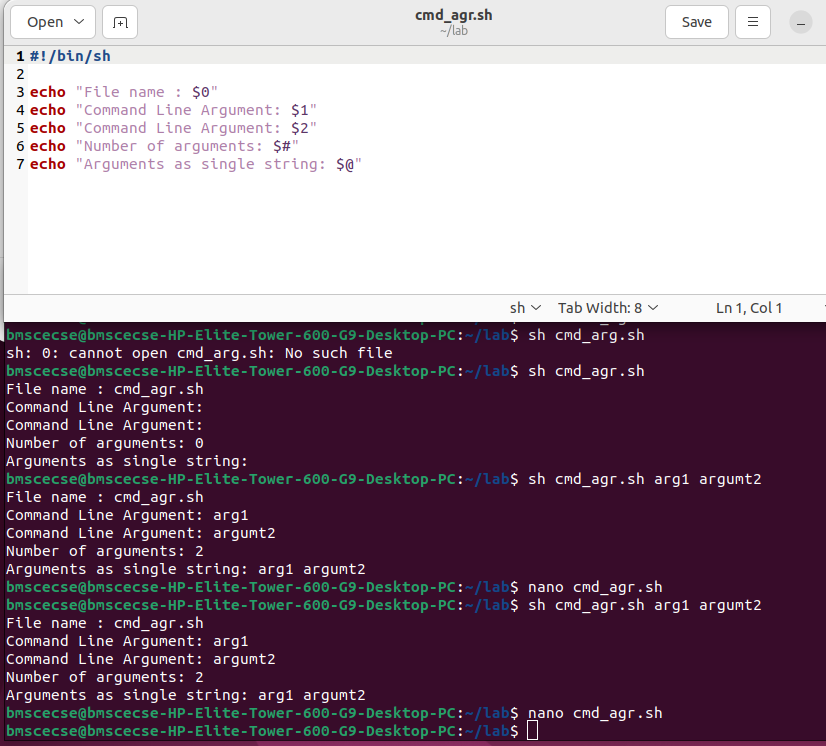 Open
cmd_agr.sh
~/lab
Save
1 #!/bin/sh
2
3 echo "File name : $0"
4 echo "Command Line Argument: $1"
5 echo "Command Line Argument: $2"
6 echo "Number of arguments: $#"
7 echo "Arguments as single string: $@"
sh Tab Width: 8 Ln 1, Col 1
bmscecse@bmscecse-HP-Elite-Tower-600-G9-Desktop-PC:~/lab$ sh cmd_arg.sh
sh: 0: cannot open cmd_arg.sh: No such file
bmscecse@bmscecse-HP-Elite-Tower-600-G9-Desktop-PC:~/lab$ sh cmd_agr.sh
File name : cmd_agr.sh
Command Line Argument:
Command Line Argument:
Number of arguments: 0
Arguments as single string:
bmscecse@bmscecse-HP-Elite-Tower-600-G9-Desktop-PC:~/lab$ sh cmd_agr.sh arg1 argumt2
File name : cmd_agr.sh
Command Line Argument: arg1
Command Line Argument: argumt2
Number of arguments: 2
Arguments as single string: arg1 argumt2
bmscecse@bmscecse-HP-Elite-Tower-600-G9-Desktop-PC:~/lab$ nano cmd_agr.sh
bmscecse@bmscecse-HP-Elite-Tower-600-G9-Desktop-PC:~/lab$ sh cmd_agr.sh arg1 argumt2
File name : cmd_agr.sh
Command Line Argument: arg1
Command Line Argument: argumt2
Number of arguments: 2
Arguments as single string: arg1 argumt2
bmscecse@bmscecse-HP-Elite-Tower-600-G9-Desktop-PC:~/lab$ nano cmd_agr.sh
bmscecse@bmscecse-HP-Elite-Tower-600-G9-Desktop-PC:~/lab$